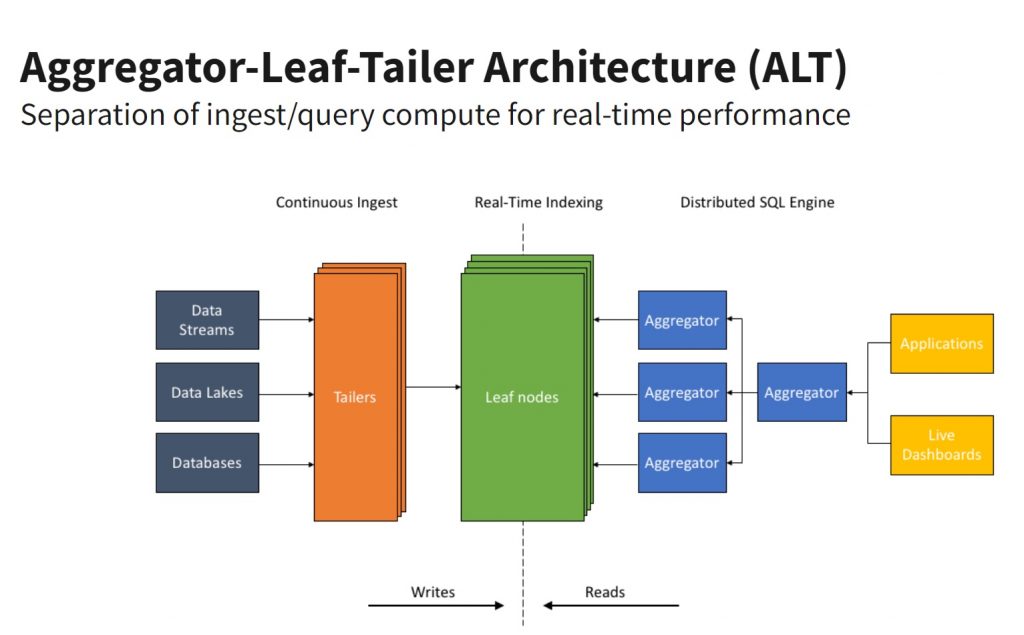 Aggregator-Leaf-Tailer Architecture (ALT)
Separation of ingest/query compute for real-time performance
Continuous Ingest
Real-Time Indexing
Distributed SQL Engine
Data
Streams
Data Lakes
Databases
Tailers
Leaf nodes
Aggregator
Aggregator
Aggregator
Aggregator
Applications
Live
Dashboards
Writes
Reads